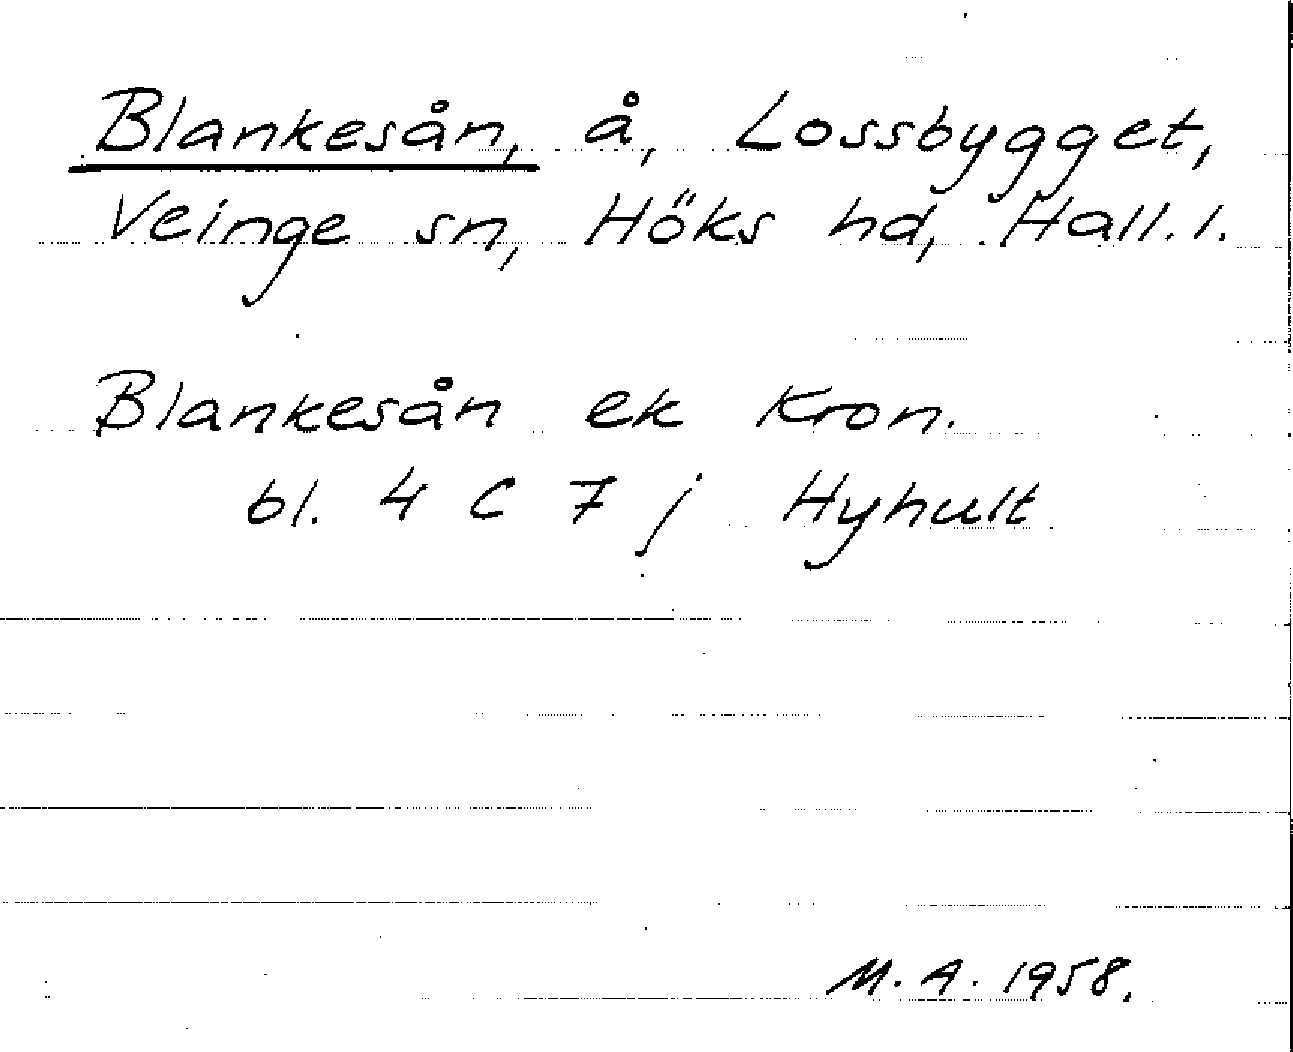 Blankesån, å, Lossbygget,
Veinge sn, Höks hd, Hall. l.
Blankesån ek Kron.
bl. 4 C 7 j Hyhult
M. A. 1958.